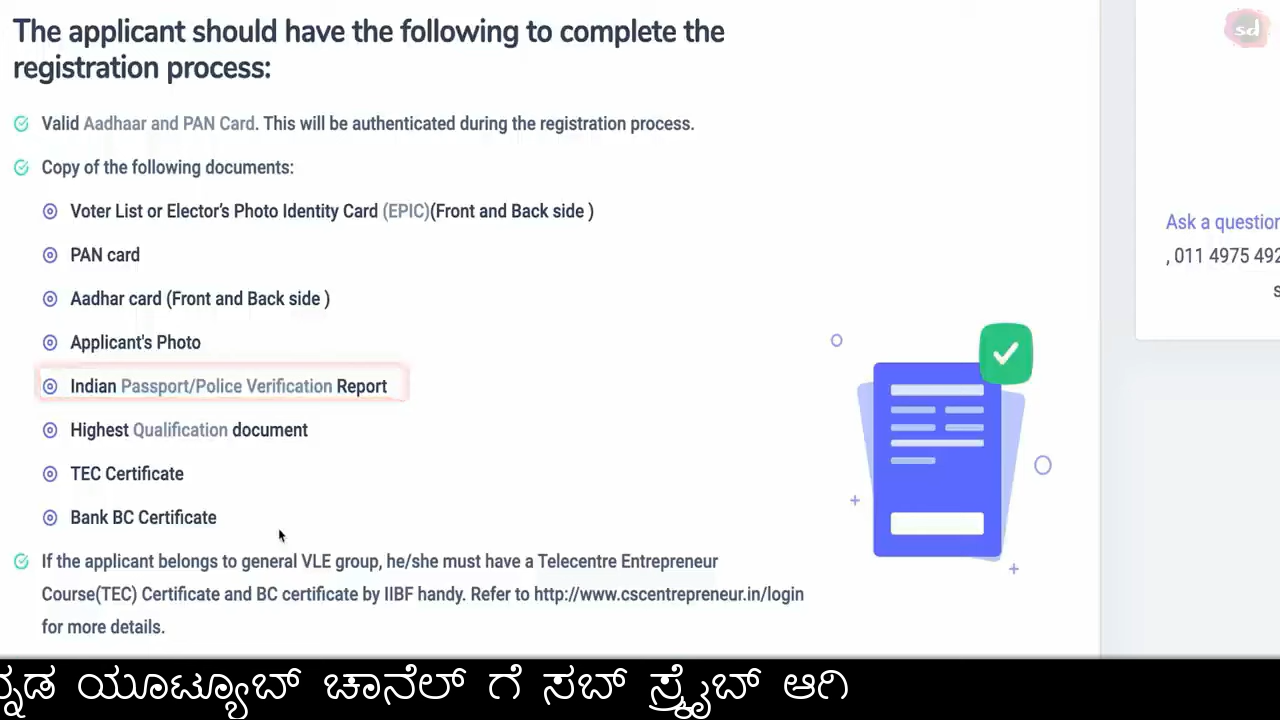 The applicant should have the following to complete the
registration process:
Valid Aadhaar and PAN Card. This will be authenticated during the registration process.
Copy of the following documents:
Voter List or Elector's Photo Identity Card (EPIC)(Front and Back side )
PAN card
Aadhar card (Front and Back side )
Applicant's Photo
Indian Passport/Police Verification Report
Highest Qualification document
TEC Certificate
Bank BC Certificate
If the applicant belongs to general VLE group, he/she must have a Telecentre Entrepreneur
Course(TEC) Certificate and BC certificate by IIBF handy. Refer to http://www.cscentrepreneur.in/login
for more details.
sd
Ask a question
, 011 4975 492
s
ನ್ನಡ ಯೂಟ್ಯೂಬ್ ಚಾನೆಲ್ ಗೆ ಸಬ್ ಸ್ಕ್ರೈಬ್ ಆಗಿ